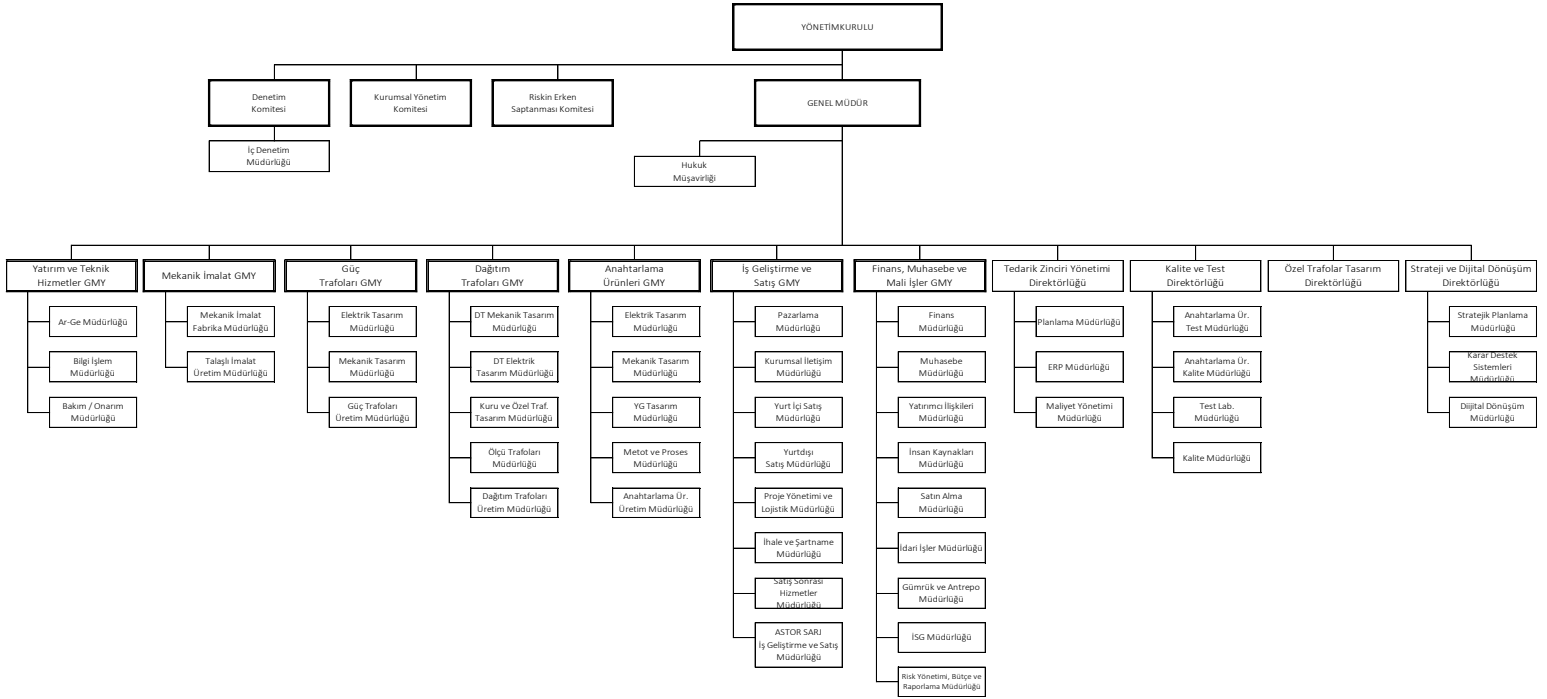 YÖNETİMKURULU
Denetim
Komitesi
Kurumsal Yönetim
Komitesi
Riskin Erken
Saptanması Komitesi
GENEL MÜDÜR
İç Denetim
Müdürlüğü
Hukuk
Müşavirliği
Yatırım ve Teknik
Hizmetler GMY
Mekanik İmalat GMY
Güç
Trafoları GMY
Dağıtım
Trafoları GMY
Anahtarlama
Ürünleri GMY
İş Geliştirme ve
Satış GMY
Finans, Muhasebe ve
Mali İşler GMY
Tedarik Zinciri Yönetimi
Direktörlüğü
Kalite ve Test
Direktörlüğü
Özel Trafolar Tasarım
Direktörlüğü
Strateji ve Dijital Dönüşüm
Direktörlüğü
Ar-Ge Müdürlüğü
Bilgi İşlem
Müdürlüğü
Bakım / Onarım
Müdürlüğü
Mekanik İmalat
Fabrika Müdürlüğü
Talaşlı İmalat
Üretim Müdürlüğü
Elektrik Tasarım
Müdürlüğü
Mekanik Tasarım
Müdürlüğü
Güç Trafoları
Üretim Müdürlüğü
DT Mekanik Tasarım
Müdürlüğü
DT Elektrik
Tasarım Müdürlüğü
Kuru ve Özel Traf.
Tasarım Müdürlüğü
Ölçü Trafoları
Müdürlüğü
Dağıtım Trafoları
Üretim Müdürlüğü
Elektrik Tasarım
Müdürlüğü
Mekanik Tasarım
Müdürlüğü
YG Tasarım
Müdürlüğü
Metot ve Proses
Müdürlüğü
Anahtarlama Ür.
Üretim Müdürlüğü
Pazarlama
Müdürlüğü
Kurumsal İletişim
Müdürlüğü
Yurt İçi Satış
Müdürlüğü
Yurtdışı
Satış Müdürlüğü
Proje Yönetimi ve
Lojistik Müdürlüğü
İhale ve Şartname
Müdürlüğü
Satış Sonrası
Hizmetler
Müdürlüğü
ASTOR SARJ
İş Geliştirme ve Satış
Müdürlüğü
Finans
Müdürlüğü
Muhasebe
Müdürlüğü
Yatırımcı İlişkileri
Müdürlüğü
İnsan Kaynakları
Müdürlüğü
Satın Alma
Müdürlüğü
İdari İşler Müdürlüğü
Gümrük ve Antrepo
Müdürlüğü
İSG Müdürlüğü
Risk Yönetimi, Bütçe ve
Raporlama Müdürlüğü
Planlama Müdürlüğü
ERP Müdürlüğü
Maliyet Yönetimi
Müdürlüğü
Anahtarlama Ür.
Test Müdürlüğü
Anahtarlama Ür.
Kalite Müdürlüğü
Test Lab.
Müdürlüğü
Kalite Müdürlüğü
Stratejik Planlama
Müdürlüğü
Karar Destek
Sistemleri
Müdürlüğü
Diijital Dönüşüm
Müdürlüğü